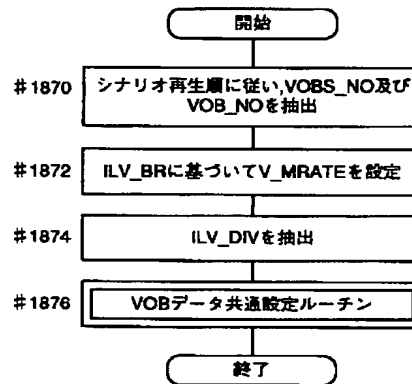 開始
#1870
シナリオ再生順に従い,VOBS_NO及び
VOB_NOを抽出
#1872
ILV_BRに基づいてV_MRATEを設定
#1874
ILV_DIVを抽出
#1876
VOBデータ共通設定ルーチン
終了